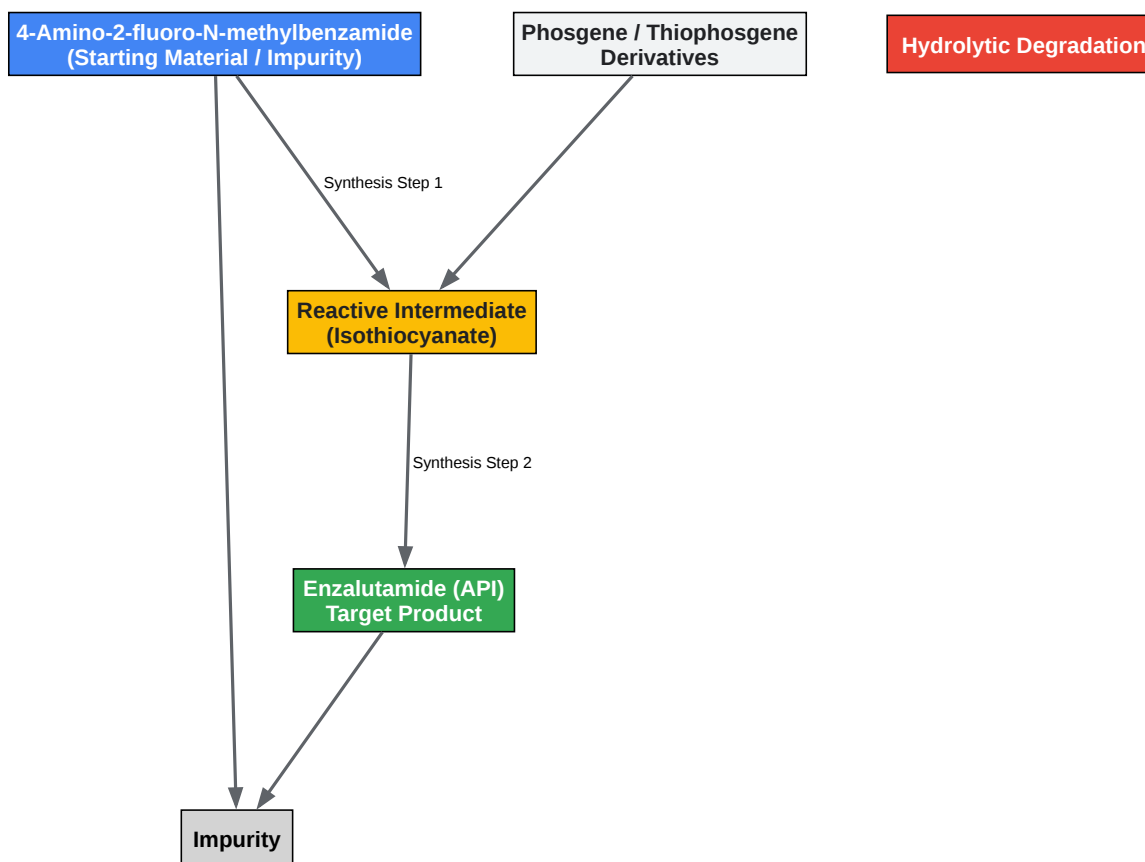 4-Amino-2-fluoro-N-methylbenzamide
(Starting Material / Impurity)
Phosgene / Thiophosgene
Derivatives
Hydrolytic Degradation
Synthesis Step 1
Reactive Intermediate
(Isothiocyanate)
Synthesis Step 2
Enzalutamide (API)
Target Product
Impurity